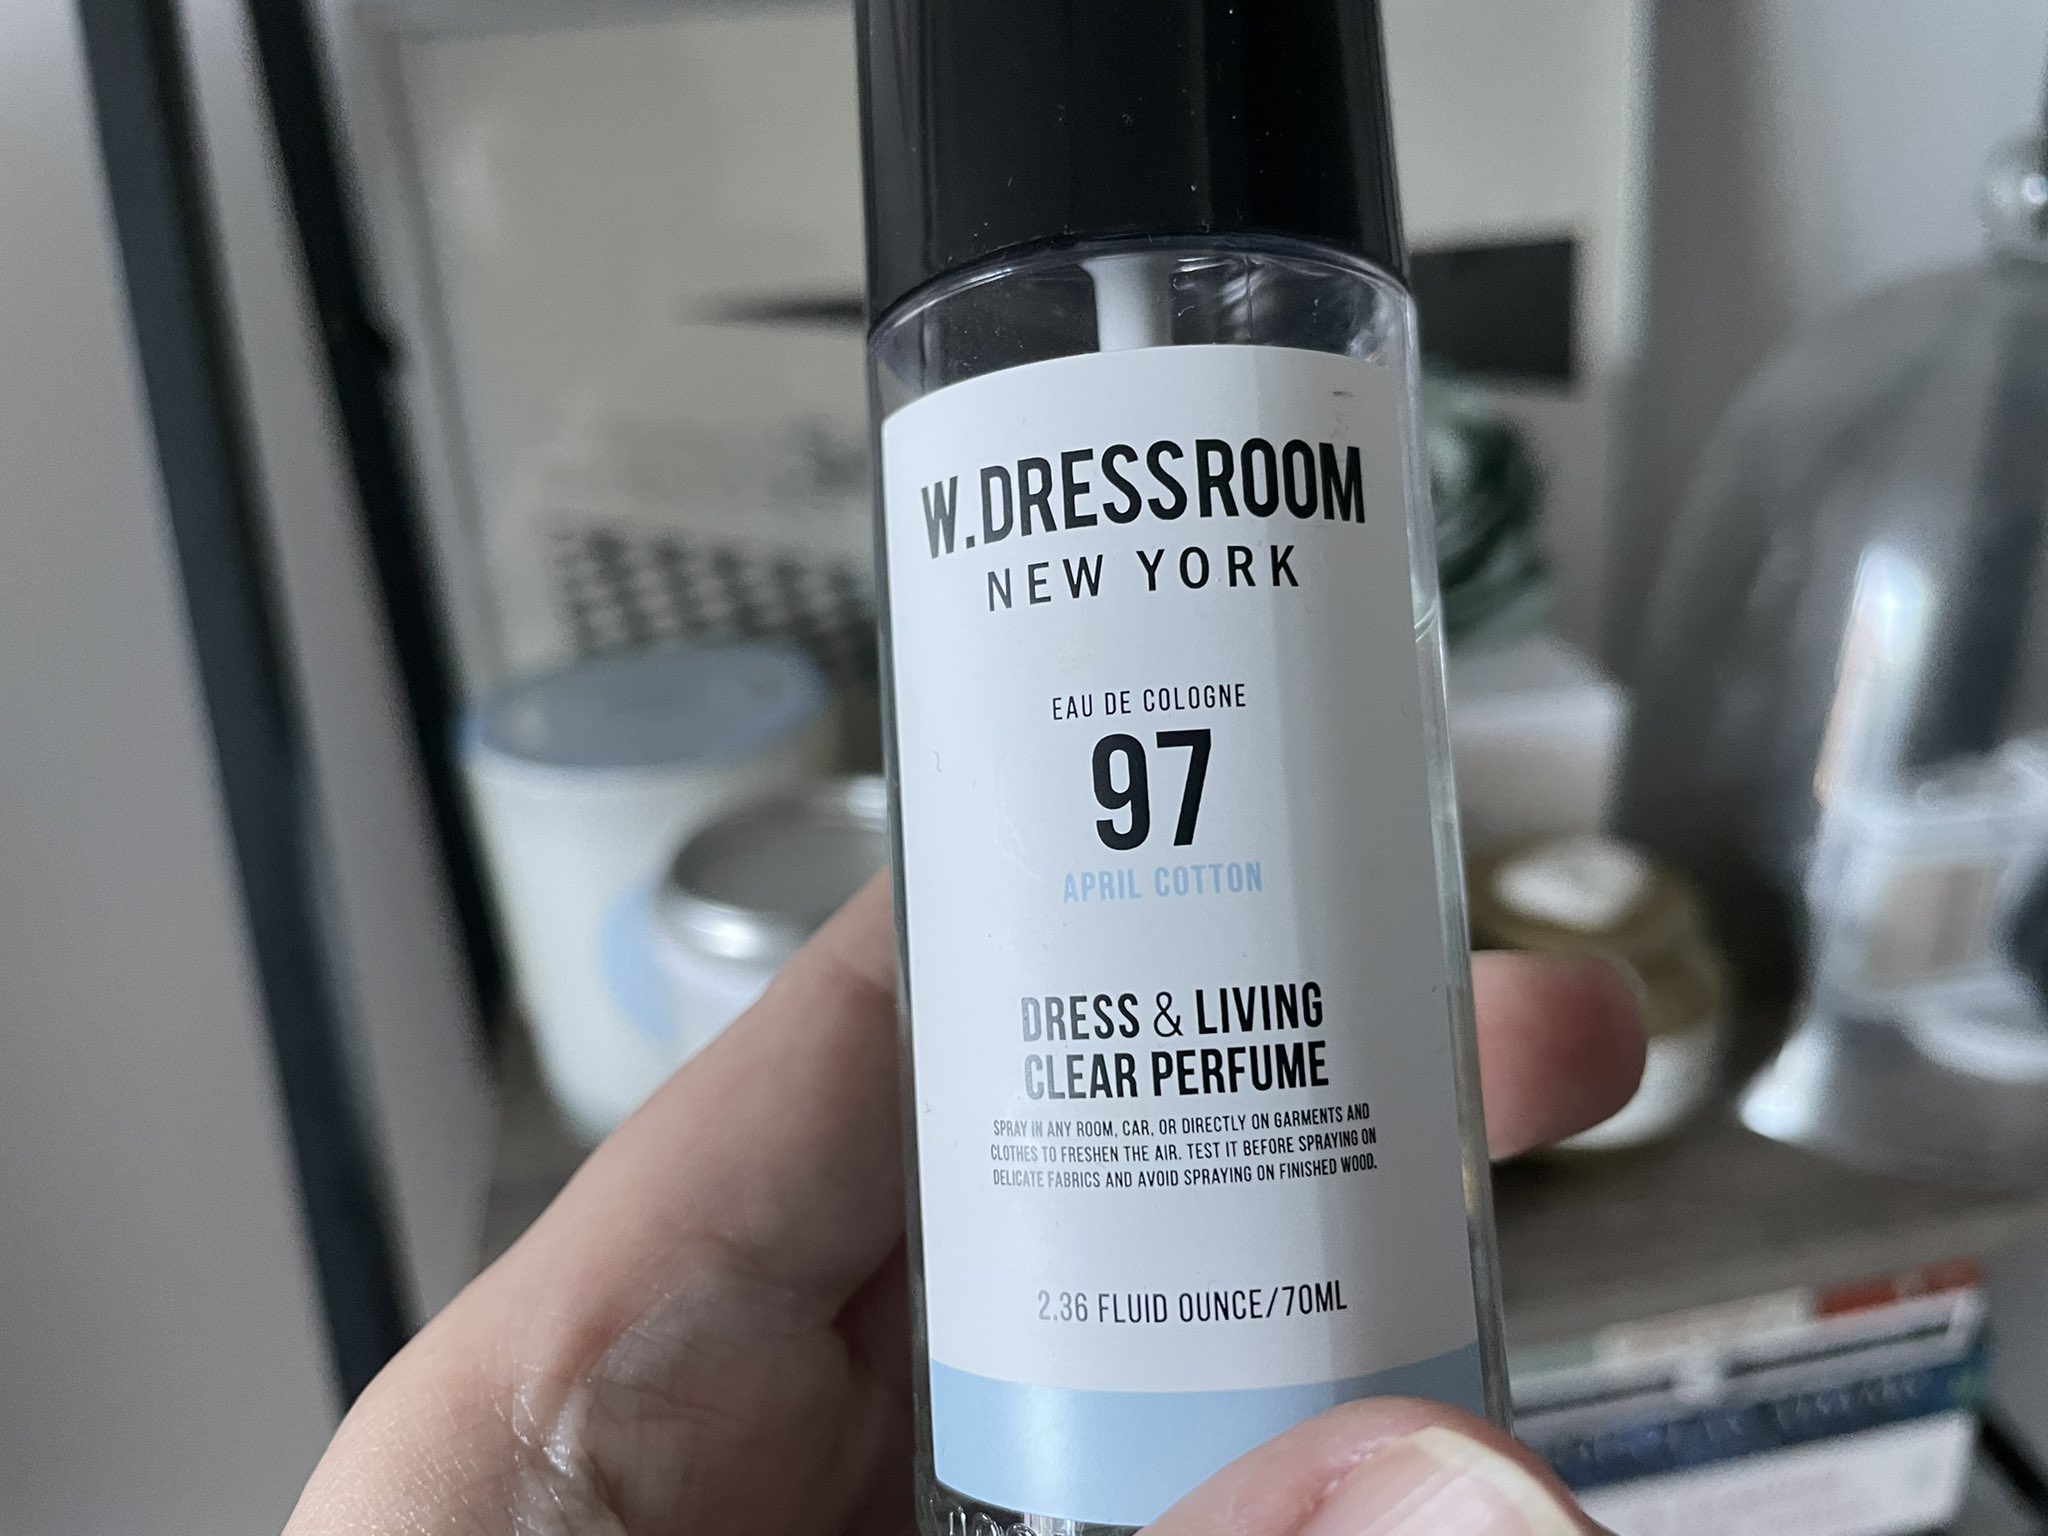 W.DRESSROOM
NEW YORK
EAU DE COLOGNE
97
APRIL COTTON
DRESS & LIVING
CLEAR PERFUME
SPRAY IN ANY ROOM, CAR, OR DIRECTLY ON GARMENTS AND
CLOTHES TO FRESHEN THE AIR. TEST IT BEFORE SPRAYING ON
DELICATE FABRICS AND AVOID SPRAYING ON FINISHED WOOD.
2.36 FLUID OUNCE/70ML